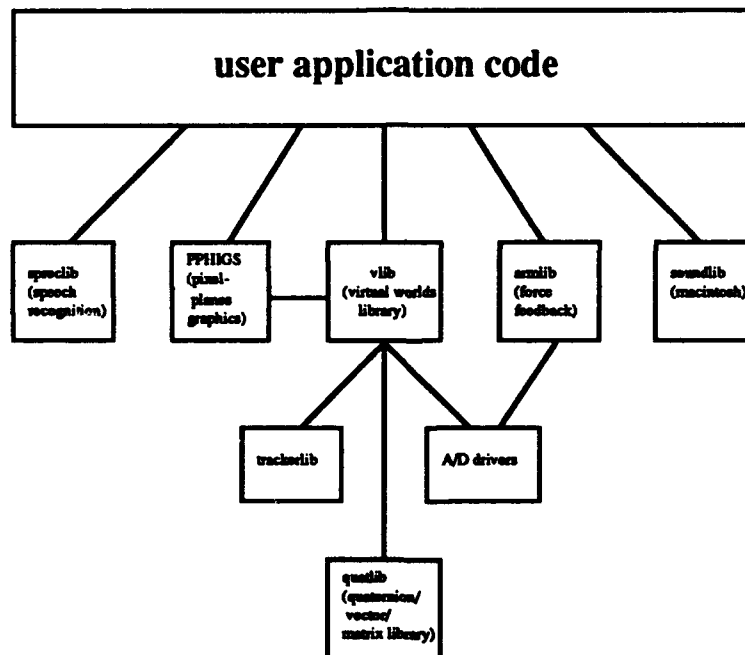 user application code
spreclib
(speech
recognition)
PPHIGS
(pixel-
planes
graphics)
vlib
(virtual worlds
library)
armlib
(force
feedback)
soundlib
(macintosh)
trackerlib
A/D drivers
quatlib
(quaternion/
vector/
matrix library)